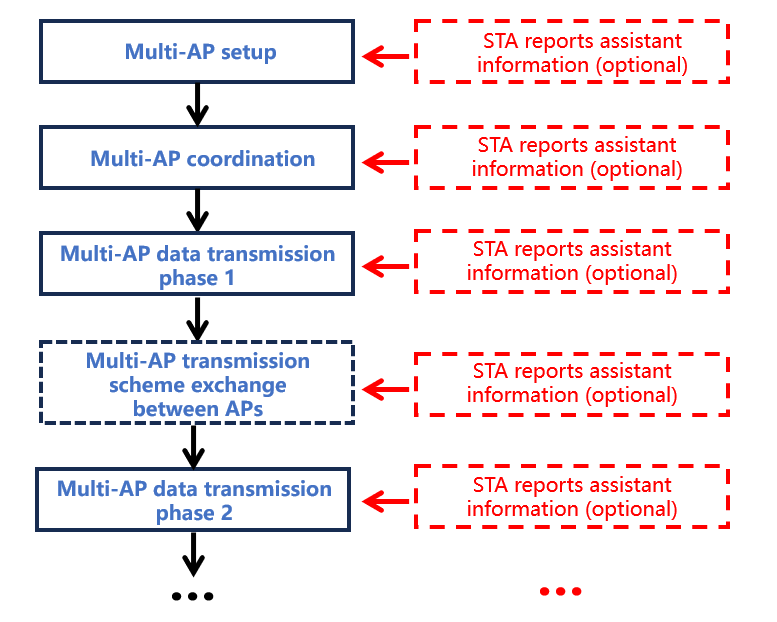 Multi-AP setup
STA reports assistant
information (optional)
Multi-AP coordination
STA reports assistant
information (optional)
Multi-AP data transmission
phase 1
STA reports assistant
information (optional)
Multi-AP transmission
scheme exchange
between APs
STA reports assistant
information (optional)
Multi-AP data transmission
phase 2
STA reports assistant
information (optional)
...
...